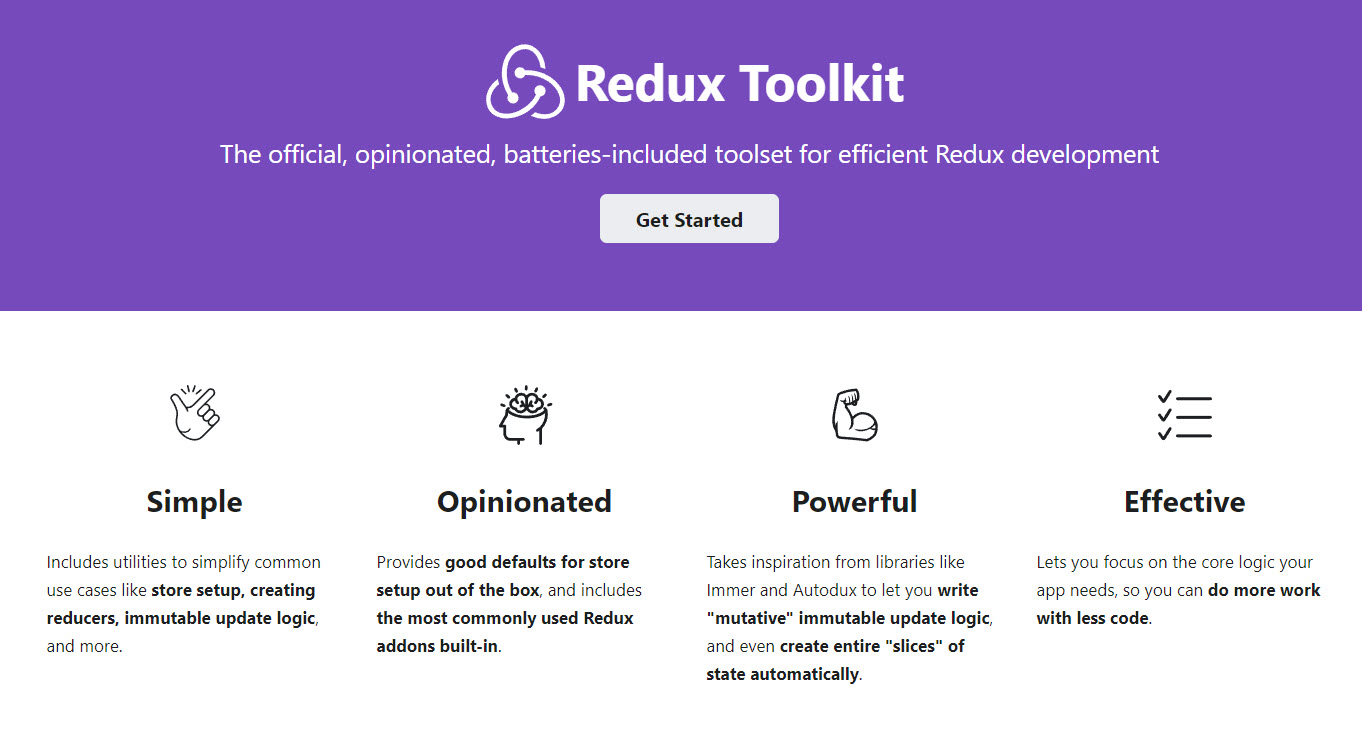 Redux Toolkit
The official, opinionated, batteries-included toolset for efficient Redux development
Get Started
Simple
Includes utilities to simplify common
use cases like store setup, creating
reducers, immutable update logic,
and more.
Opinionated
Provides good defaults for store
setup out of the box, and includes
the most commonly used Redux
addons built-in.
Powerful
Takes inspiration from libraries like
Immer and Autodux to let you write
"mutative" immutable update logic,
and even create entire "slices" of
state automatically.
Effective
Lets you focus on the core logic your
app needs, so you can do more work
with less code.